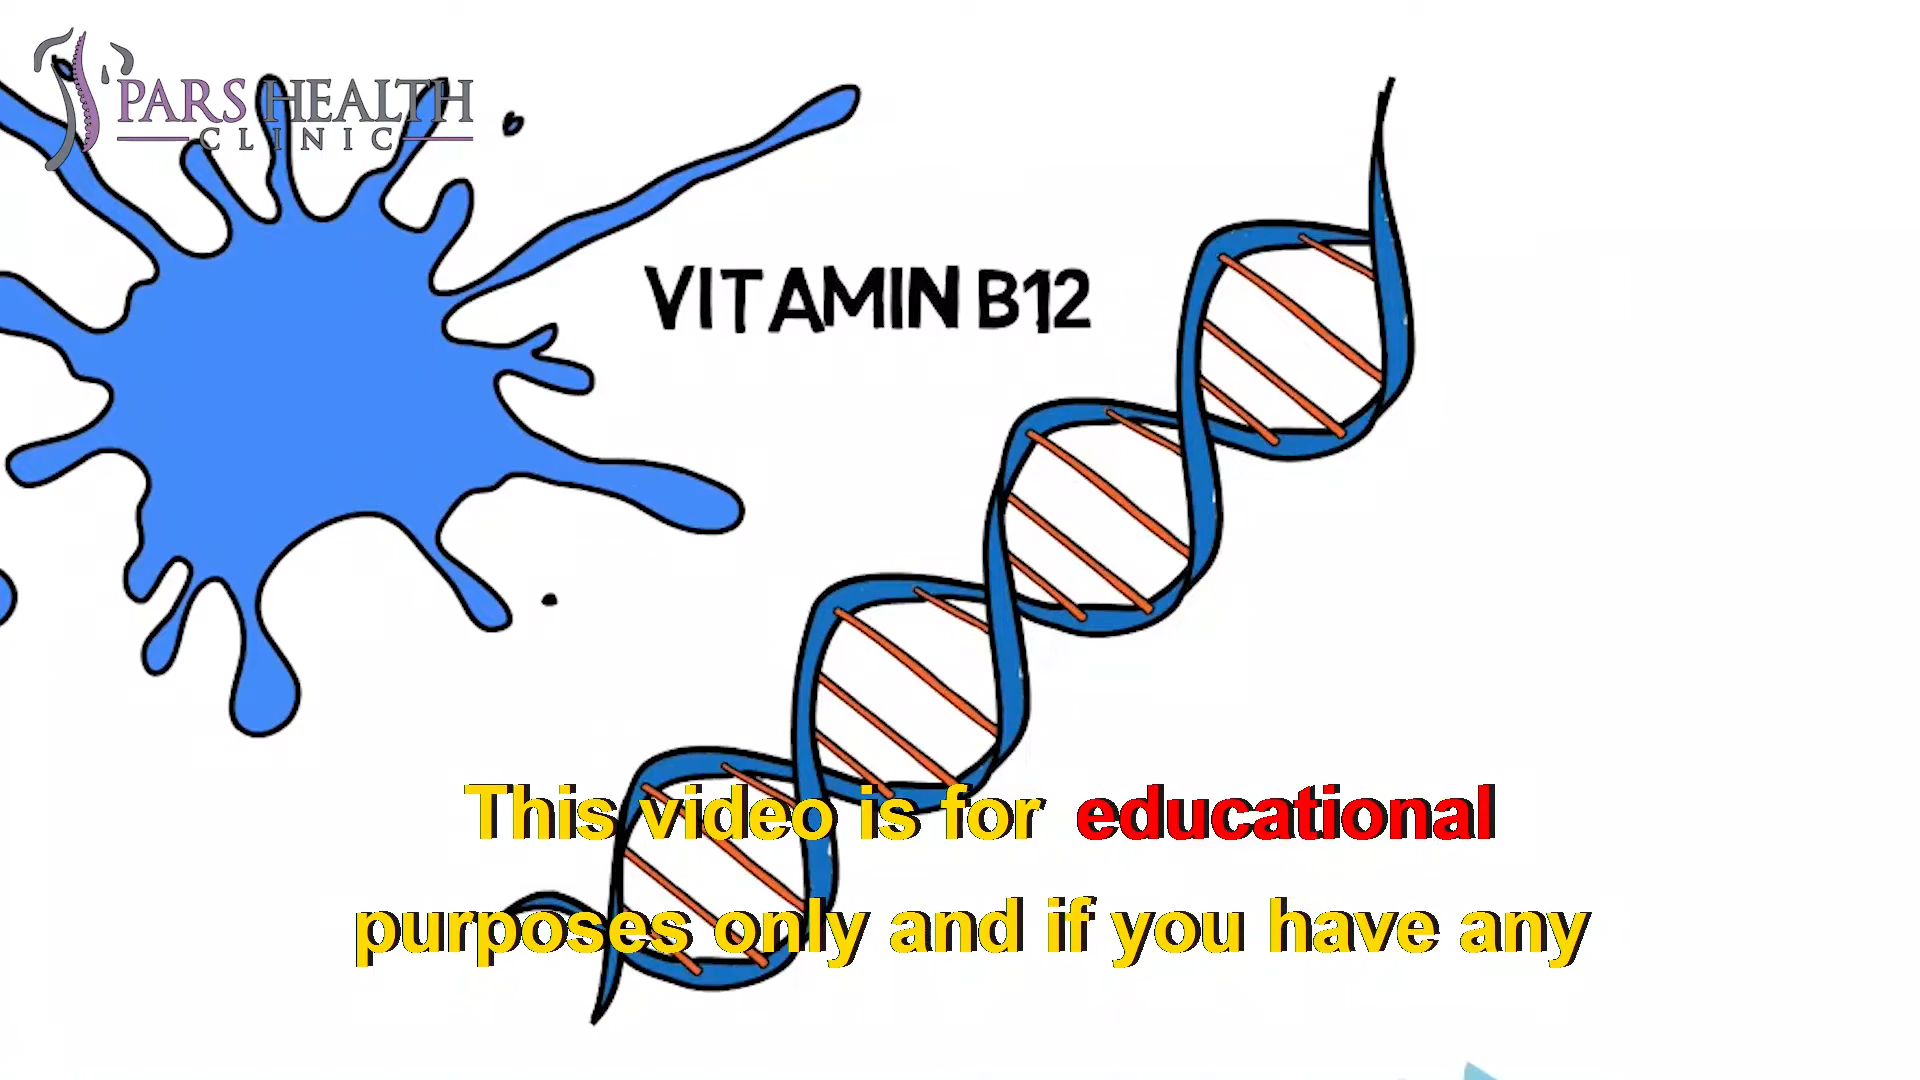 PARS HEALTH
CLINIC
VITAMIN B12
This video is for educational
purposes only and if you have any